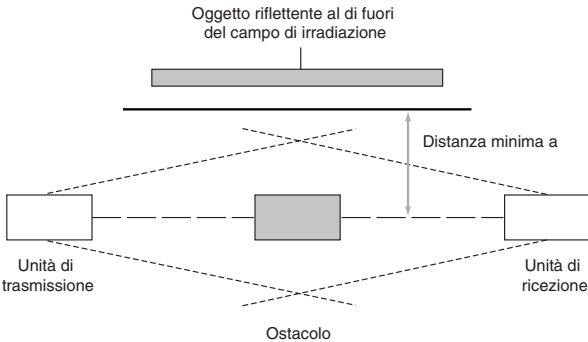 Oggetto riflettente al di fuori
del campo di irradiazione
Distanza minima a
Unità di
trasmissione
Unità di
ricezione
Ostacolo